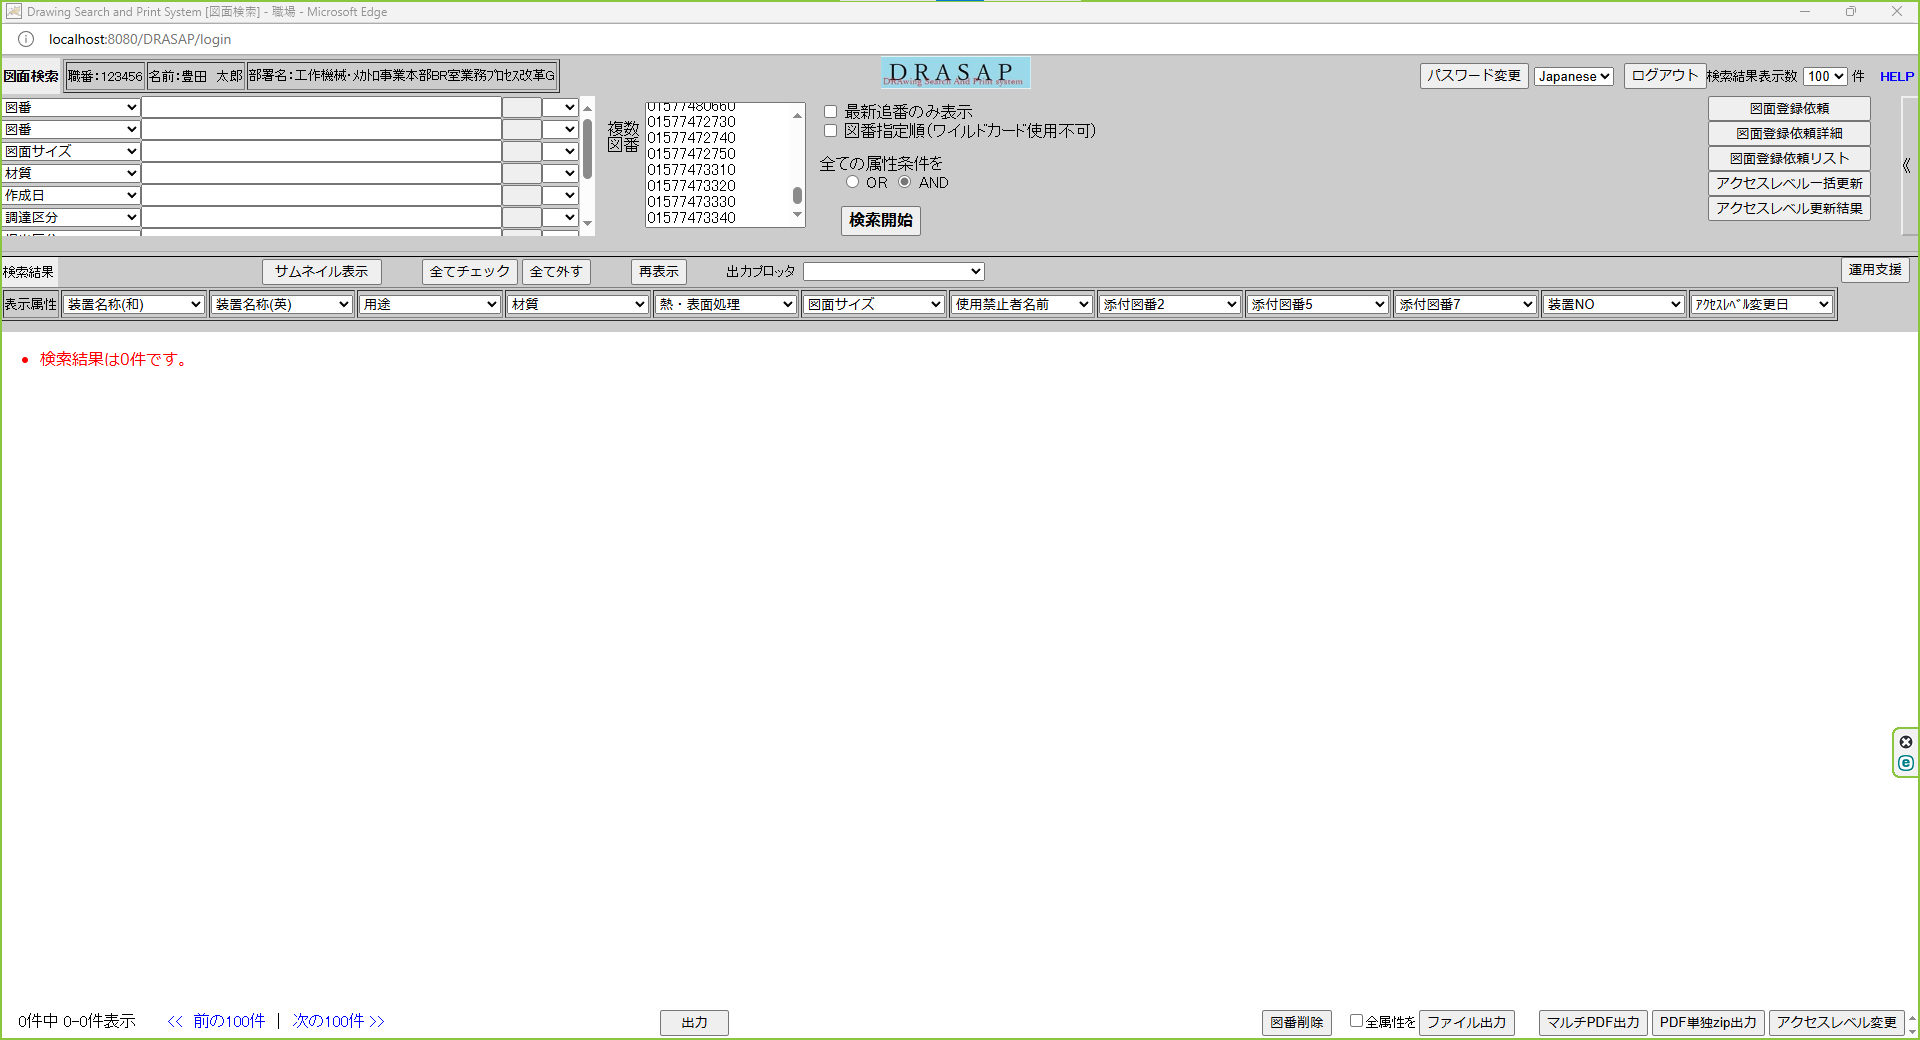 Drawing Search and Print System [図面検索] - 職場 - Microsoft Edge
localhost:8080/DRASAP/login
図面検索 職番:123456 名前:豊田 太郎 部署名:工作機械・ﾒｶﾄﾛ事業本部BR室業務ﾌﾟﾛｾｽ改革G
DRASAP
DRAwing Search And Print system
パスワード変更 Japanese ログアウト 検索結果表示数 100 件 HELP
図番
図番
図面サイズ
材質
作成日
調達区分
複数
図番
01577480660
01577472730
01577472740
01577472750
01577473310
01577473320
01577473330
01577473340
最新追番のみ表示
図番指定順(ワイルドカード使用不可)
全ての属性条件を
OR AND
検索開始
図面登録依頼
図面登録依頼詳細
図面登録依頼リスト
アクセスレベル一括更新
アクセスレベル更新結果
《
検索結果 サムネイル表示 全てチェック 全て外す 再表示 出力プロッタ 運用支援
表示属性 装置名称(和) 装置名称(英) 用途 材質 熱・表面処理 図面サイズ 使用禁止者名前 添付図番2 添付図番5 添付図番7 装置NO ｱｸｾｽﾚﾍﾞﾙ変更日
検索結果は0件です。
0件中 0-0件表示 << 前の100件 | 次の100件 >> 出力 図番削除 全属性を ファイル出力 マルチPDF出力 PDF単独zip出力 アクセスレベル変更